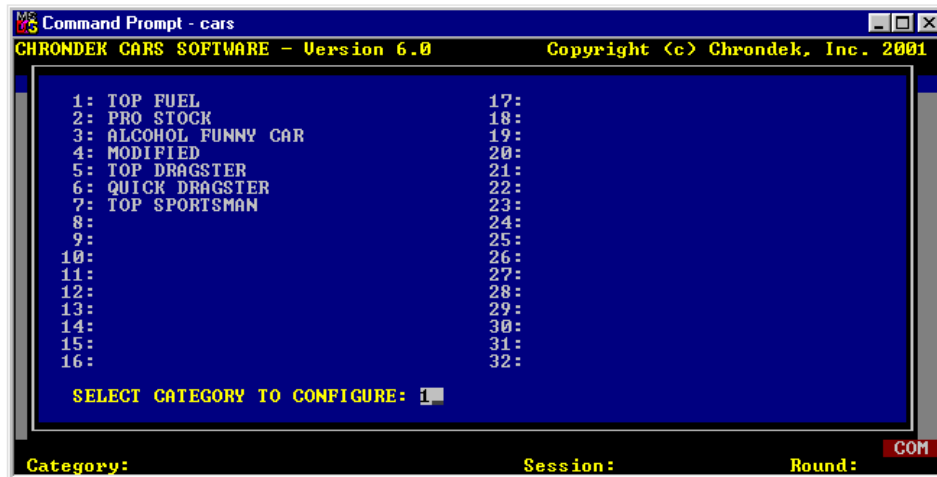 Command Prompt - cars
CHRONDEK CARS SOFTWARE - Version 6.0 Copyright (c) Chrondek, Inc. 2001
1: TOP FUEL 17:
2: PRO STOCK 18:
3: ALCOHOL FUNNY CAR 19:
4: MODIFIED 20:
5: TOP DRAGSTER 21:
6: QUICK DRAGSTER 22:
7: TOP SPORTSMAN 23:
8: 24:
9: 25:
10: 26:
11: 27:
12: 28:
13: 29:
14: 30:
15: 31:
16: 32:
SELECT CATEGORY TO CONFIGURE: 1_
COM
Category: Session: Round: